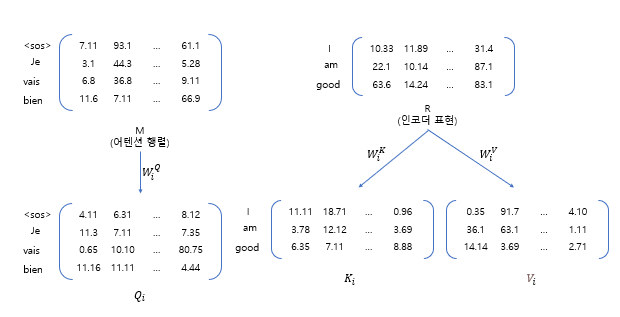 <sos> 7.11 93.1 ... 61.1
Je 3.1 44.3 ... 5.28
vais 6.8 36.8 ... 9.11
bien 11.6 7.11 ... 66.9
M
(어텐션 행렬)
W_i^Q
I 10.33 11.89 ... 31.4
am 22.1 10.14 ... 87.1
good 63.6 14.24 ... 83.1
R
(인코더 표현)
W_i^K W_i^V
<sos> 4.11 6.31 ... 8.12
Je 11.3 7.11 ... 7.35
vais 0.65 10.10 ... 80.75
bien 11.16 11.11 ... 4.44
Q_i
I 11.11 18.71 ... 0.96
am 3.78 12.12 ... 3.69
good 6.35 7.11 ... 8.88
K_i
0.35 91.7 ... 4.10
36.1 63.1 ... 1.11
14.14 3.69 ... 2.71
V_i